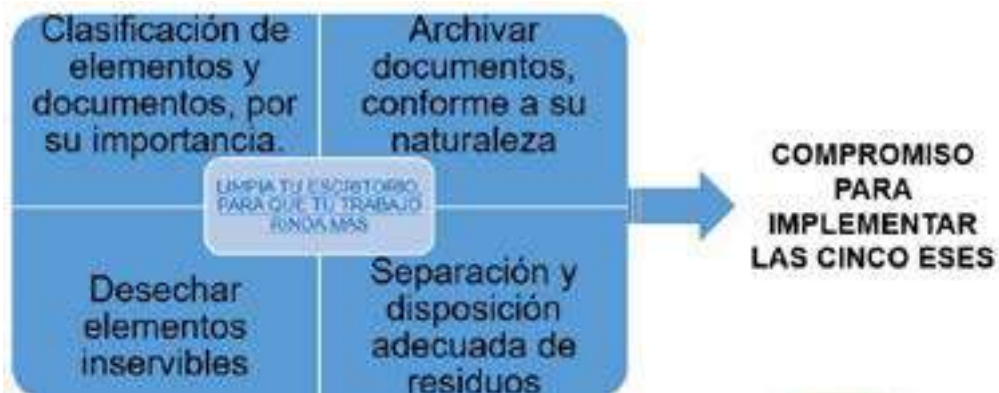 Clasificación de
elementos y
documentos, por
su importancia.
Archivar
documentos,
conforme a su
naturaleza
LIMPIA TU ESCRITORIO,
PARA QUE TU TRABAJO
RINDA MAS
Desechar
elementos
inservibles
Separación y
disposición
adecuada de
residuos
COMPROMISO
PARA
IMPLEMENTAR
LAS CINCO ESES